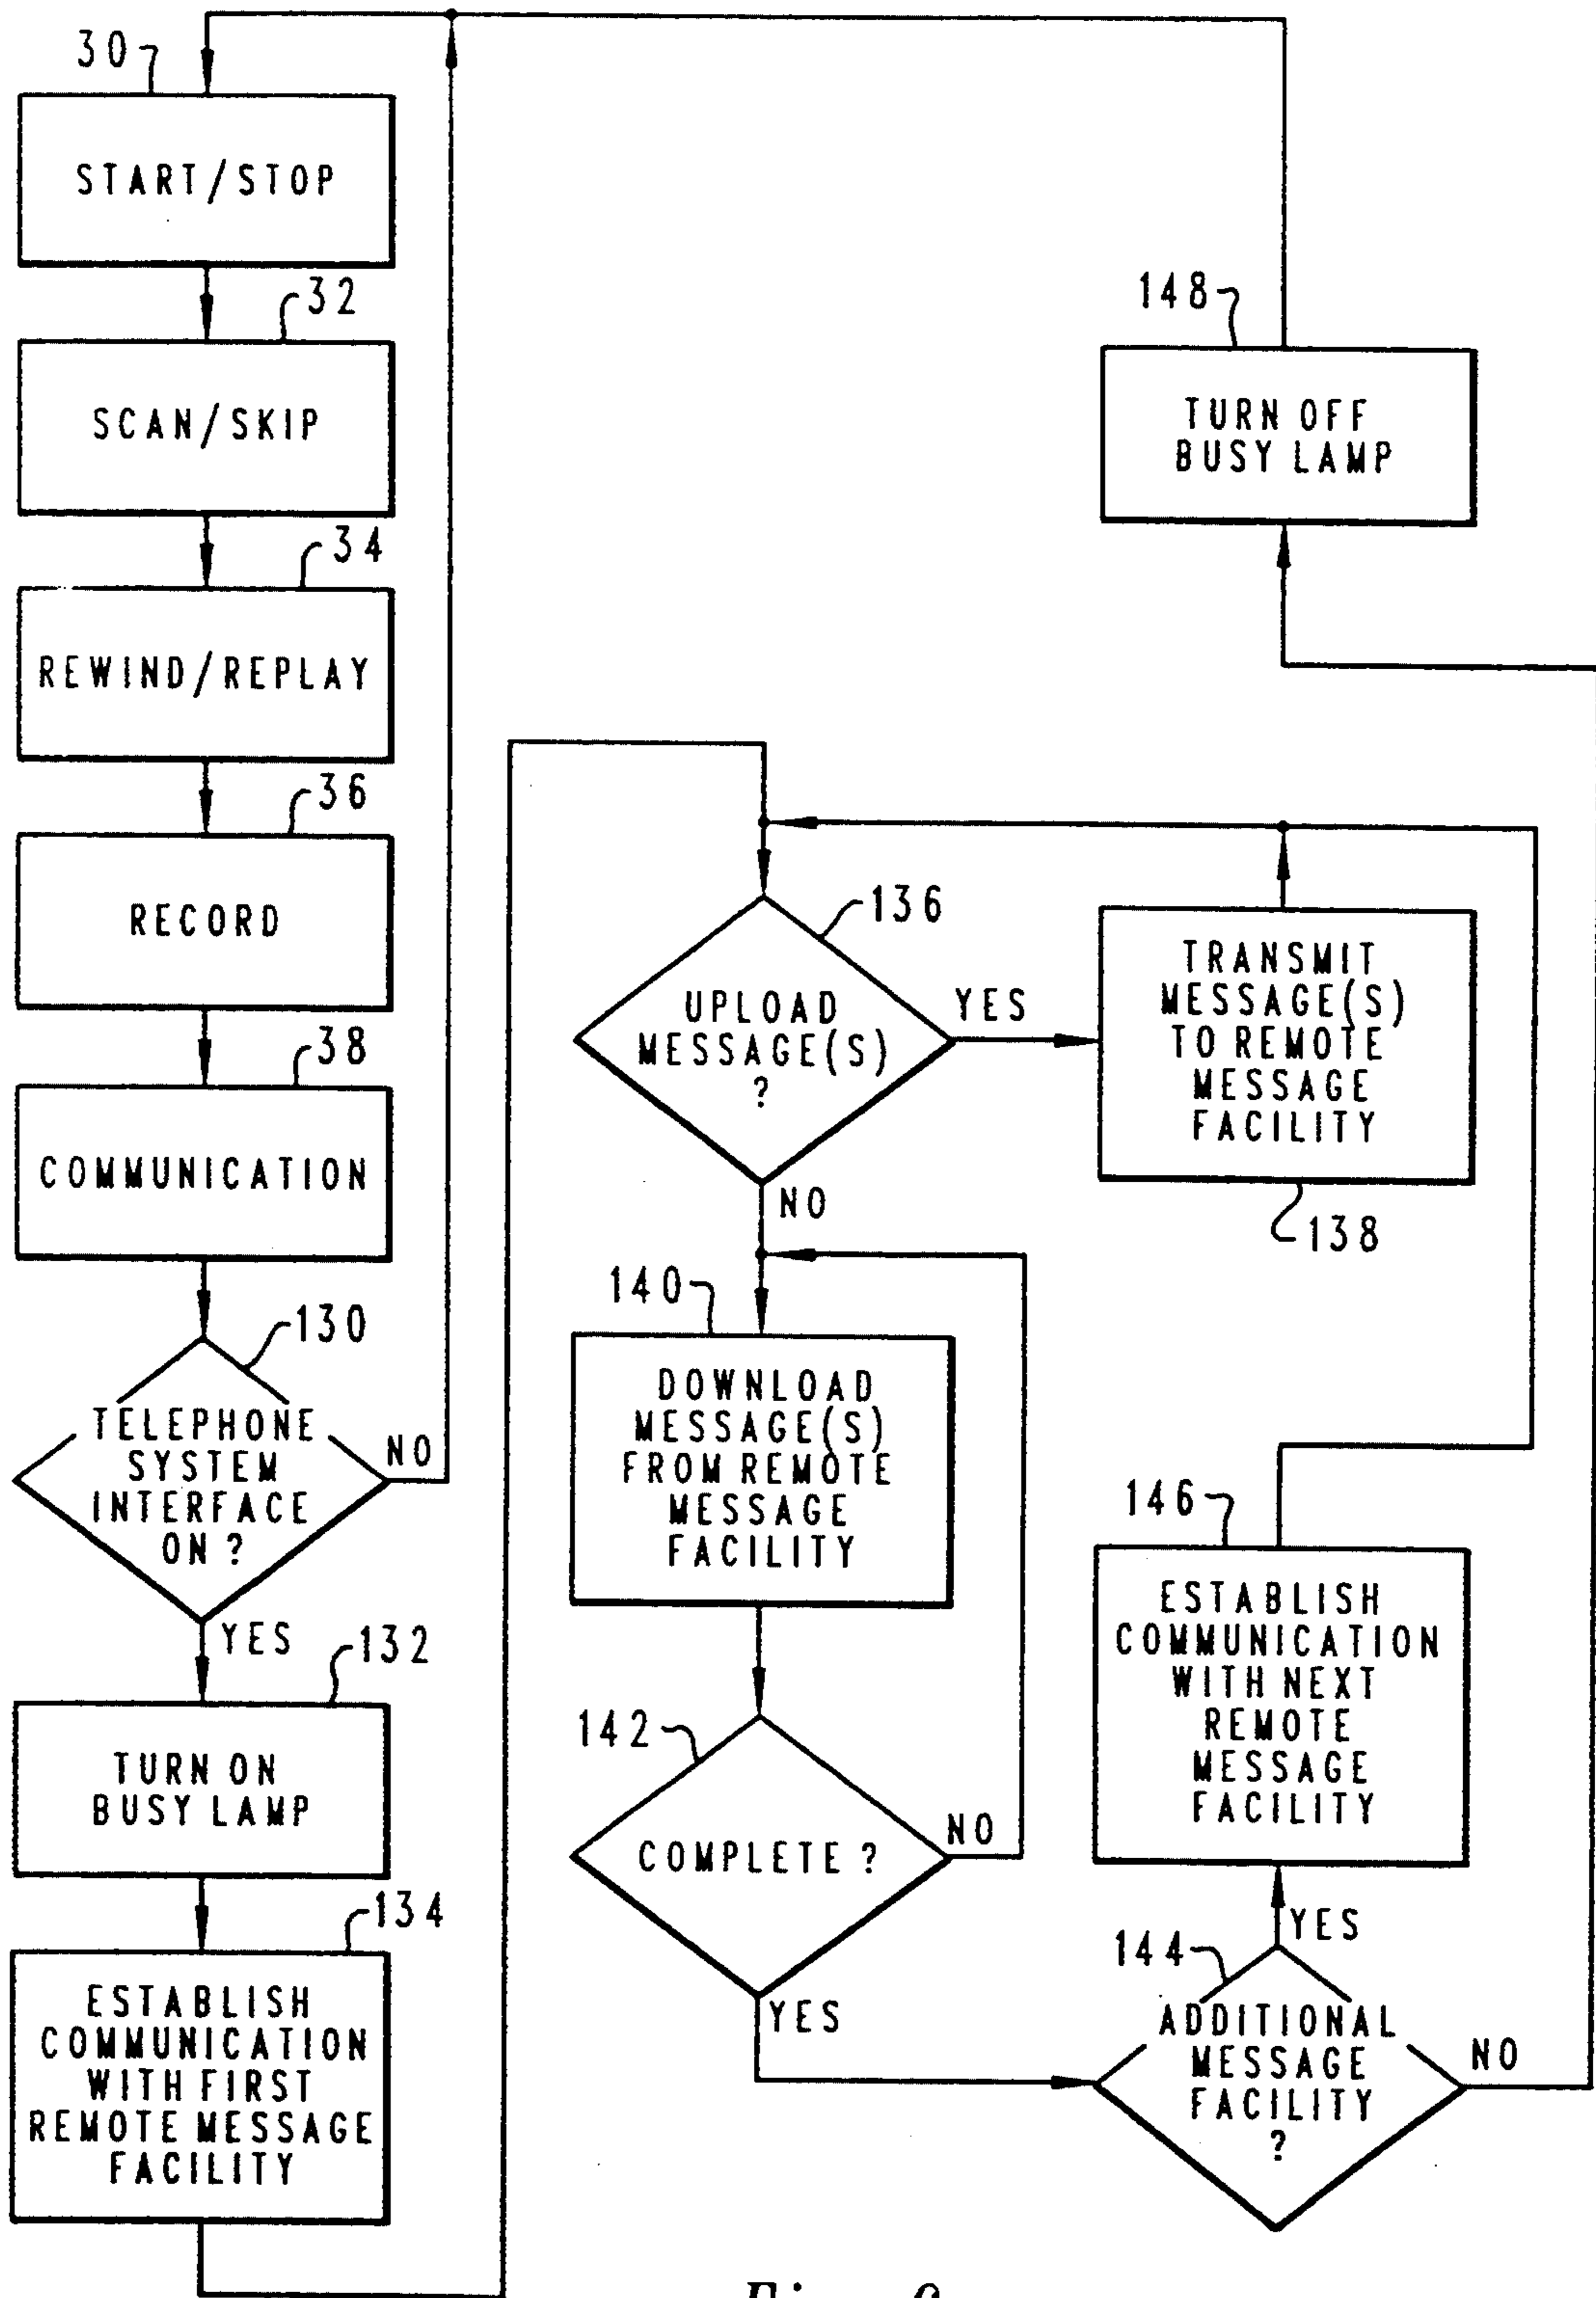 30
START/STOP
32
SCAN/SKIP
34
REWIND/REPLAY
36
RECORD
38
COMMUNICATION
130
TELEPHONE
SYSTEM
INTERFACE
ON ?
NO
YES
132
TURN ON
BUSY LAMP
134
ESTABLISH
COMMUNICATION
WITH FIRST
REMOTE MESSAGE
FACILITY
136
UPLOAD
MESSAGE(S)
?
YES
NO
TRANSMIT
MESSAGE(S)
TO REMOTE
MESSAGE
FACILITY
138
140
DOWNLOAD
MESSAGE(S)
FROM REMOTE
MESSAGE
FACILITY
142
COMPLETE ?
NO
YES
144
ADDITIONAL
MESSAGE
FACILITY
?
YES
NO
146
ESTABLISH
COMMUNICATION
WITH NEXT
REMOTE
MESSAGE
FACILITY
148
TURN OFF
BUSY LAMP